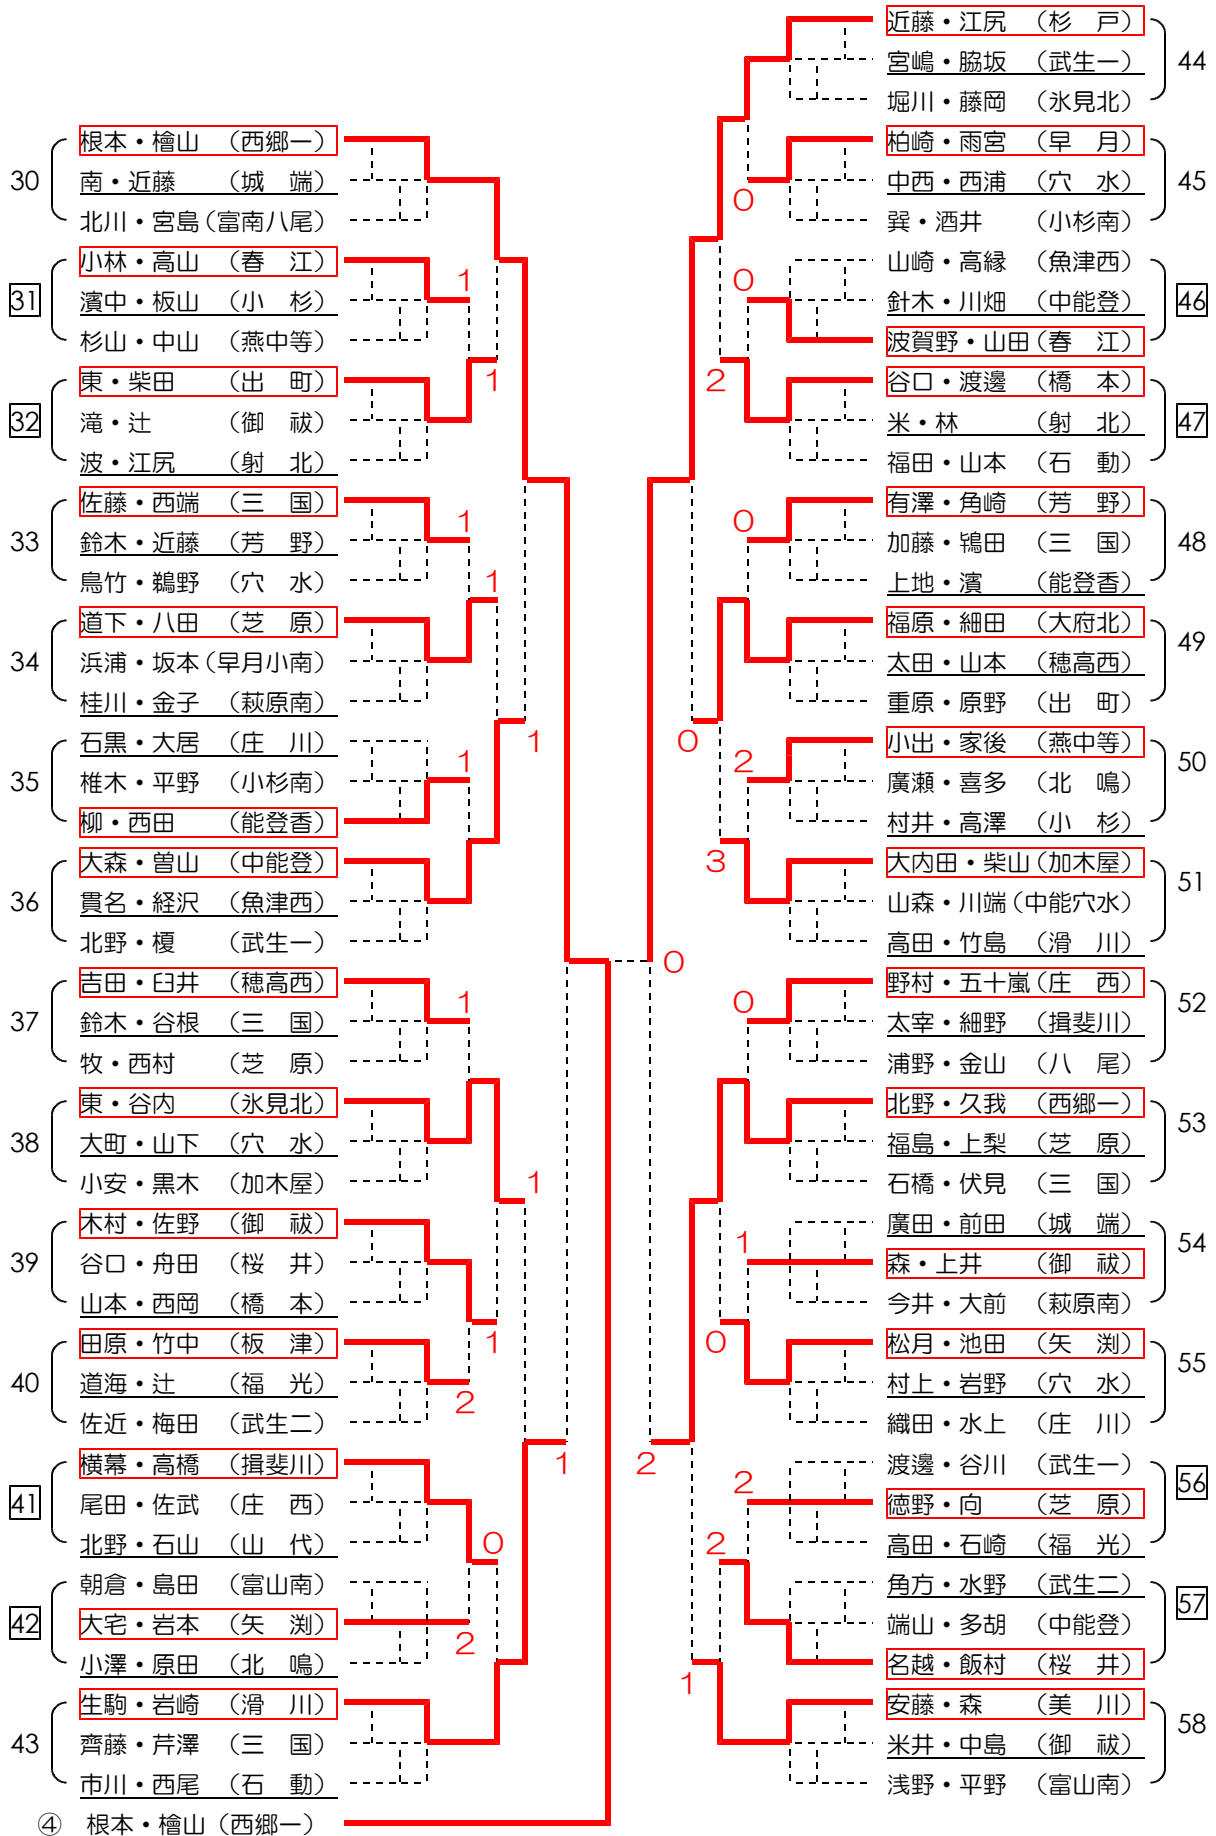 30
根本・檜山 (西郷一)
南・近藤 (城 端)
北川・宮島 (富南八尾)
31
小林・高山 (春 江)
濱中・板山 (小 杉)
杉山・中山 (燕中等)
1
32
東・柴田 (出 町)
滝・辻 (御 祓)
波・江尻 (射 北)
1
33
佐藤・西端 (三 国)
鈴木・近藤 (芳 野)
鳥竹・鵜野 (穴 水)
1
34
道下・八田 (芝 原)
浜浦・坂本 (早月小南)
桂川・金子 (萩原南)
1
35
石黒・大居 (庄 川)
椎木・平野 (小杉南)
柳・西田 (能登香)
1
1
36
大森・曽山 (中能登)
貫名・経沢 (魚津西)
北野・榎 (武生一)
37
吉田・臼井 (穂高西)
鈴木・谷根 (三 国)
牧・西村 (芝 原)
1
38
東・谷内 (氷見北)
大町・山下 (穴 水)
小安・黒木 (加木屋)
1
39
木村・佐野 (御 祓)
谷口・舟田 (桜 井)
山本・西岡 (橋 本)
1
40
田原・竹中 (板 津)
道海・辻 (福 光)
佐近・梅田 (武生二)
2
41
横幕・高橋 (揖斐川)
尾田・佐武 (庄 西)
北野・石山 (山 代)
1
0
42
朝倉・島田 (富山南)
大宅・岩本 (矢 渕)
小澤・原田 (北 鳴)
2
43
生駒・岩崎 (滑 川)
齊藤・芹澤 (三 国)
市川・西尾 (石 動)
④ 根本・檜山 (西郷一)
近藤・江尻 (杉 戸)
宮嶋・脇坂 (武生一)
堀川・藤岡 (氷見北)
44
柏崎・雨宮 (早 月)
中西・西浦 (穴 水)
巽・酒井 (小杉南)
45
0
山崎・高縁 (魚津西)
針木・川畑 (中能登)
波賀野・山田 (春 江)
46
0
谷口・渡邊 (橋 本)
米・林 (射 北)
福田・山本 (石 動)
47
2
有澤・角崎 (芳 野)
加藤・鴇田 (三 国)
上地・濱 (能登香)
48
0
福原・細田 (大府北)
太田・山本 (穂高西)
重原・原野 (出 町)
49
0
小出・家後 (燕中等)
廣瀬・喜多 (北 鳴)
村井・高澤 (小 杉)
50
2
大内田・柴山 (加木屋)
山森・川端 (中能穴水)
高田・竹島 (滑 川)
51
3
0
野村・五十嵐 (庄 西)
太宰・細野 (揖斐川)
浦野・金山 (八 尾)
52
0
北野・久我 (西郷一)
福島・上梨 (芝 原)
石橋・伏見 (三 国)
53
廣田・前田 (城 端)
森・上井 (御 祓)
今井・大前 (萩原南)
54
1
松月・池田 (矢 渕)
村上・岩野 (穴 水)
織田・水上 (庄 川)
55
0
2
渡邊・谷川 (武生一)
徳野・向 (芝 原)
高田・石崎 (福 光)
56
2
角方・水野 (武生二)
端山・多胡 (中能登)
名越・飯村 (桜 井)
57
2
安藤・森 (美 川)
米井・中島 (御 祓)
浅野・平野 (富山南)
58
1